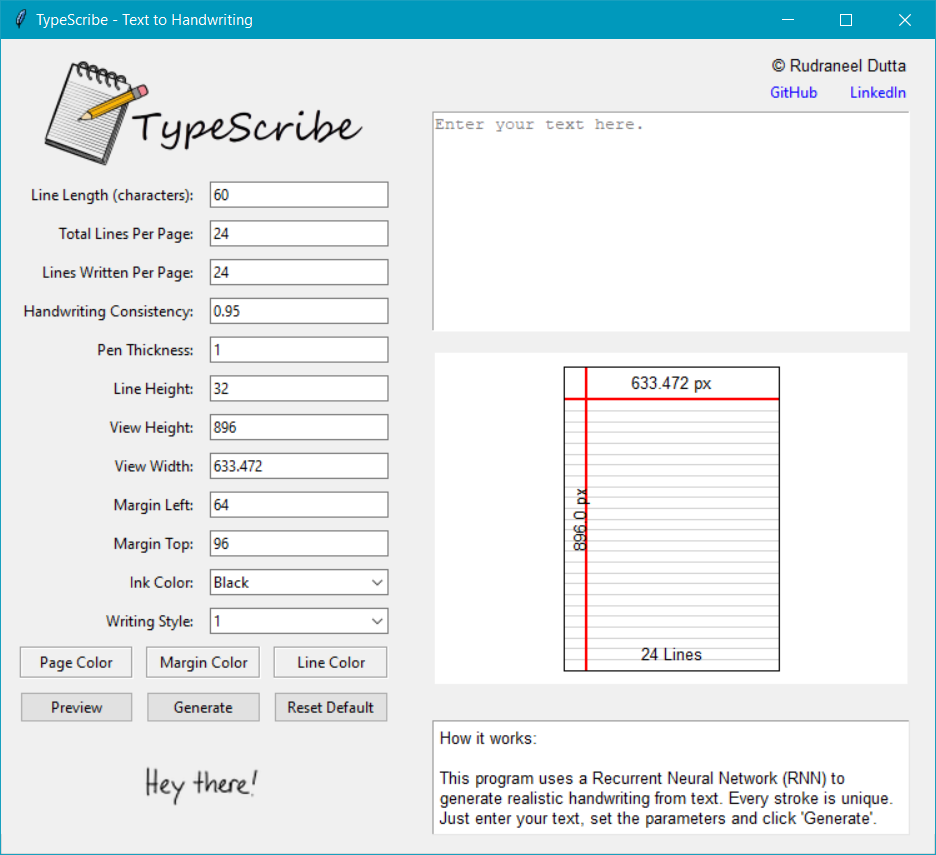 TypeScribe - Text to Handwriting
TypeScribe
© Rudraneel Dutta
GitHub LinkedIn
Line Length (characters): 60
Total Lines Per Page: 24
Lines Written Per Page: 24
Handwriting Consistency: 0.95
Pen Thickness: 1
Line Height: 32
View Height: 896
View Width: 633.472
Margin Left: 64
Margin Top: 96
Ink Color: Black
Writing Style: 1
Page Color Margin Color Line Color
Preview Generate Reset Default
Hey there!
Enter your text here.
633.472 px
896.0 px
24 Lines
How it works:
This program uses a Recurrent Neural Network (RNN) to
generate realistic handwriting from text. Every stroke is unique.
Just enter your text, set the parameters and click 'Generate'.